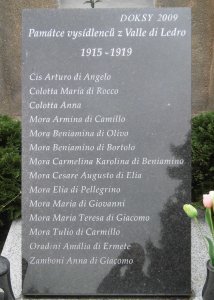 DOKSY 2009
Památce vysídlenců z Valle di Ledro
1915-1919
Cis Arturo di Angelo
Colotta Maria di Rocco
Colotta Anna
Mora Armina di Camillo
Mora Beniamina di Olivo
Mora Beniamino di Bortolo
Mora Carmelina Karolina di Beniamino
Mora Cesare Augusto di Elia
Mora Elia di Pellegrino
Mora Maria di Giovanni
Mora Maria Teresa di Giacomo
Mora Tulio di Carmillo
Oradini Amilia di Ermete
Zamboni Anna di Giacomo